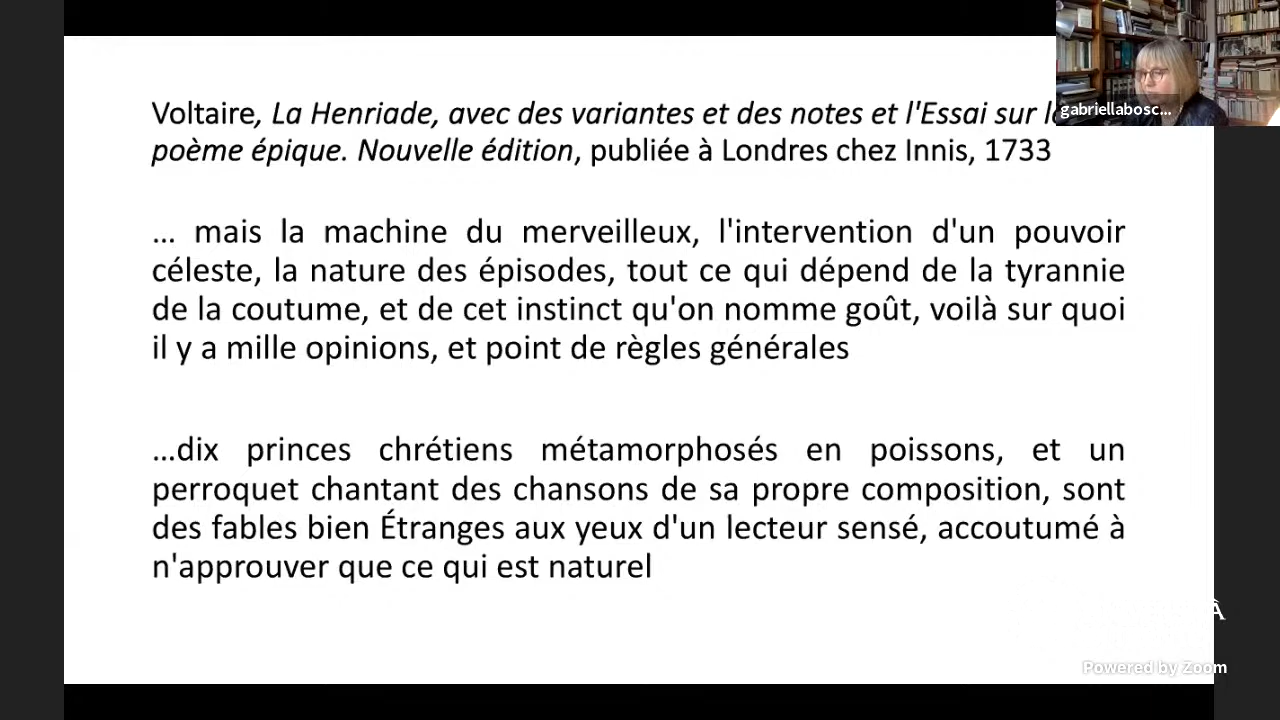 Voltaire, La Henriade, avec des variantes et des notes et l'Essai sur
poème épique. Nouvelle édition, publiée à Londres chez Innis, 1733
... mais la machine du merveilleux, l'intervention d'un pouvoir
céleste, la nature des épisodes, tout ce qui dépend de la tyrannie
de la coutume, et de cet instinct qu'on nomme goût, voilà sur quoi
il y a mille opinions, et point de règles générales
...dix princes chrétiens métamorphosés en poissons, et un
perroquet chantant des chansons de sa propre composition, sont
des fables bien Étranges aux yeux d'un lecteur sensé, accoutumé à
n'approuver que ce qui est naturel
gabriellabosc...
Powered by Zoom